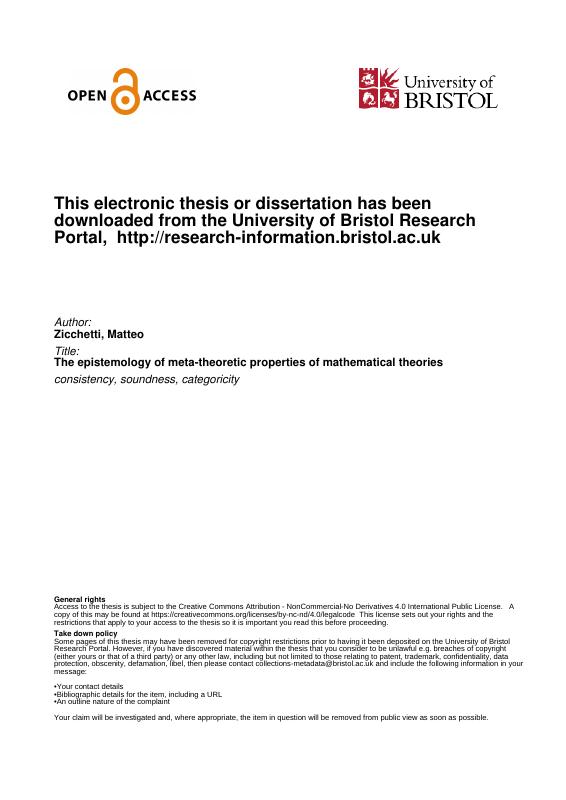 OPEN ACCESS
University of
BRISTOL
This electronic thesis or dissertation has been
downloaded from the University of Bristol Research
Portal, http://research-information.bristol.ac.uk
Author:
Zicchetti, Matteo
Title:
The epistemology of meta-theoretic properties of mathematical theories
consistency, soundness, categoricity
General rights
Access to the thesis is subject to the Creative Commons Attribution - NonCommercial-No Derivatives 4.0 International Public License. A
copy of this may be found at https://creativecommons.org/licenses/by-nc-nd/4.0/legalcode This license sets out your rights and the
restrictions that apply to your access to the thesis so it is important you read this before proceeding.
Take down policy
Some pages of this thesis may have been removed for copyright restrictions prior to having it been deposited on the University of Bristol
Research Portal. However, if you have discovered material within the thesis that you consider to be unlawful e.g. breaches of copyright
(either yours or that of a third party) or any other law, including but not limited to those relating to patent, trademark, confidentiality, data
protection, obscenity, defamation, libel, then please contact collections-metadata@bristol.ac.uk and include the following information in your
message:
•Your contact details
•Bibliographic details for the item, including a URL
•An outline nature of the complaint
Your claim will be investigated and, where appropriate, the item in question will be removed from public view as soon as possible.